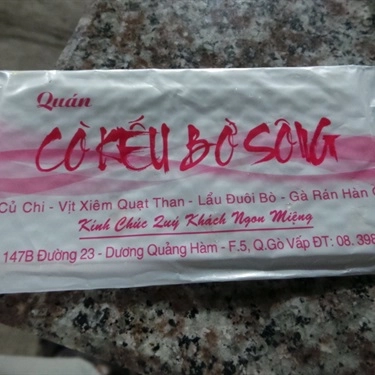 Quán
CÒ KẾU BỜ SÔNG
Củ Chi - Vịt Xiêm Quạt Than - Lẩu Đuôi Bò - Gà Rán Hàn
Kính Chúc Quý Khách Ngon Miệng
147B Đường 23 - Dương Quảng Hàm - F.5, Q.Gò Vấp ĐT: 08. 398